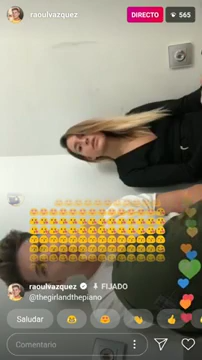 raoulvazquez
DIRECTO
565
raoulvazquez
FIJADO
@thegirlandthepiano
Saludar
Comentario